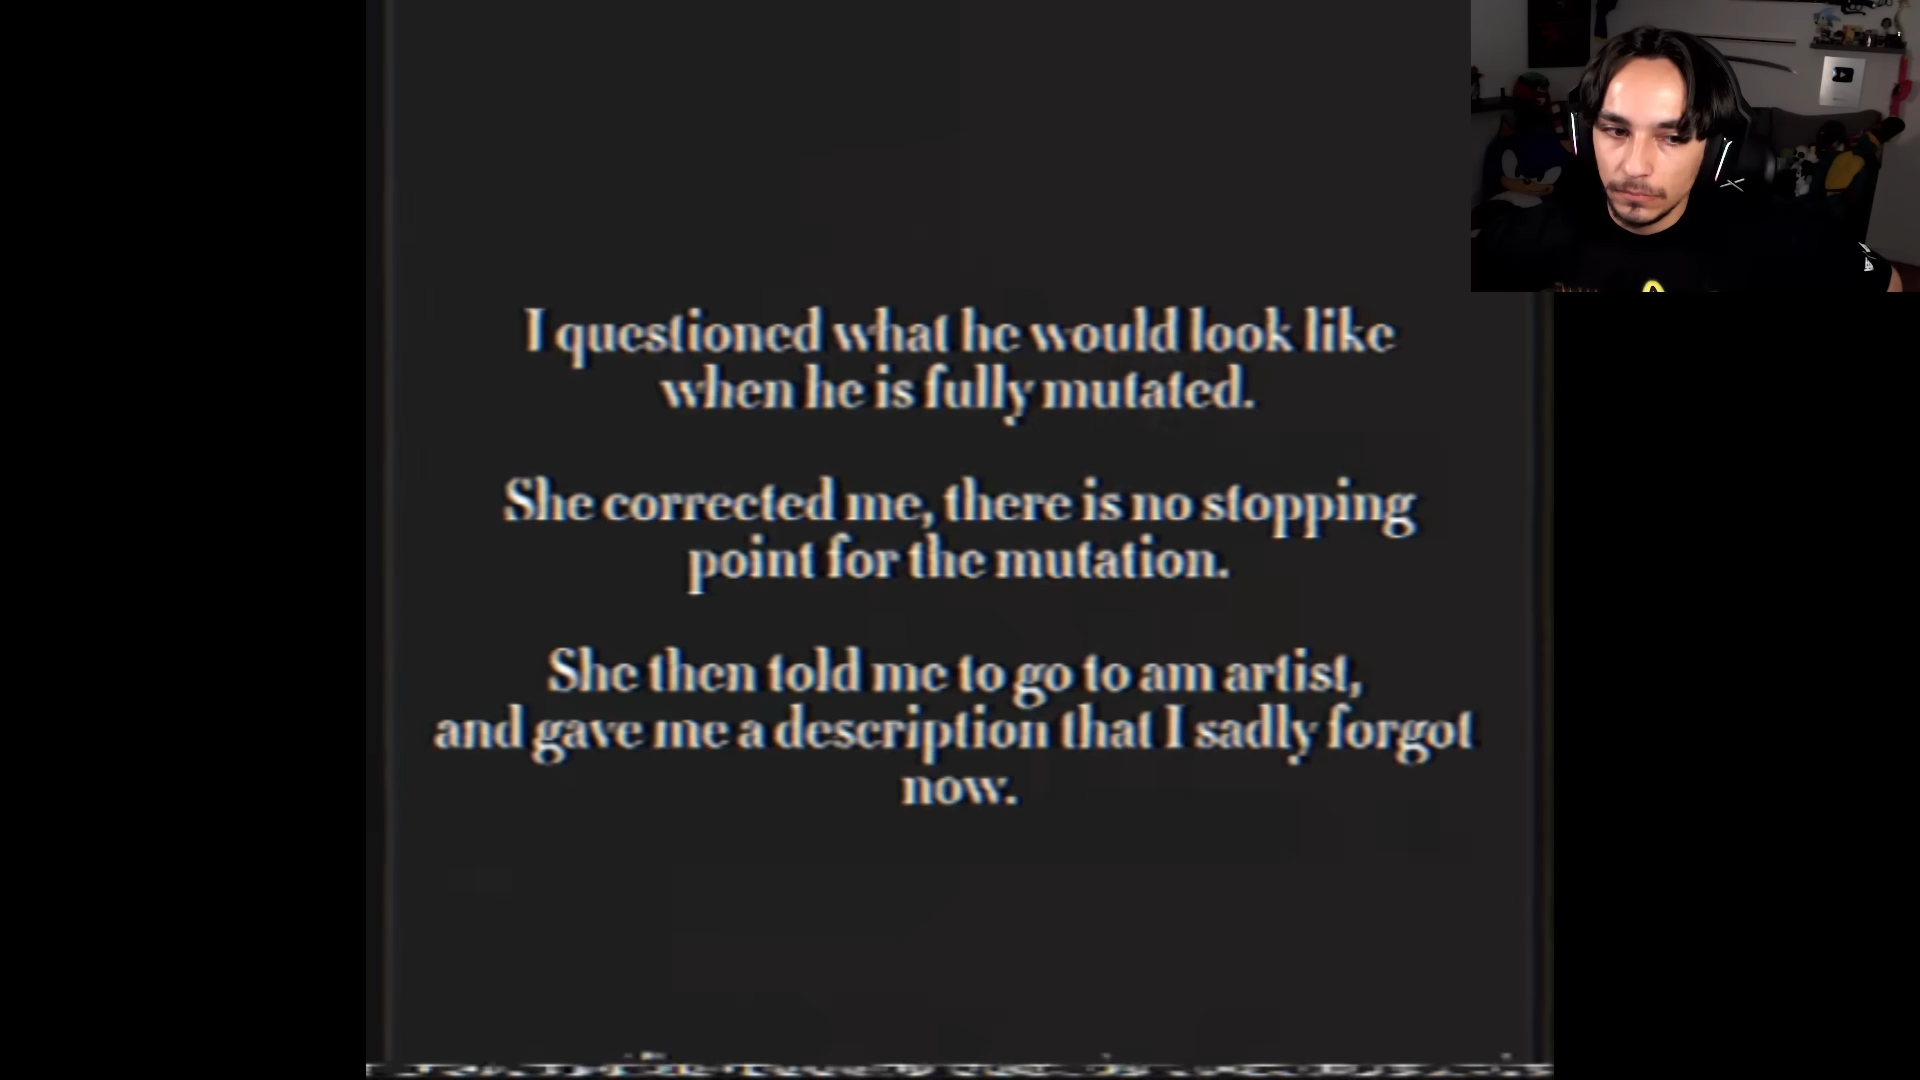 I questioned what he would look like
when he is fully mutated.
She corrected me, there is no stopping
point for the mutation.
She then told me to go to am artist,
and gave me a description that I sadly forgot
now.